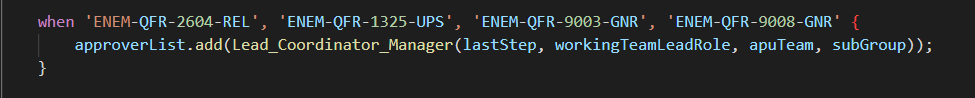 when 'ENEM-QFR-2604-REL', 'ENEM-QFR-1325-UPS', 'ENEM-QFR-9003-GNR', 'ENEM-QFR-9008-GNR' {
    approverList.add(Lead_Coordinator_Manager(lastStep, workingTeamLeadRole, apuTeam, subGroup));
}